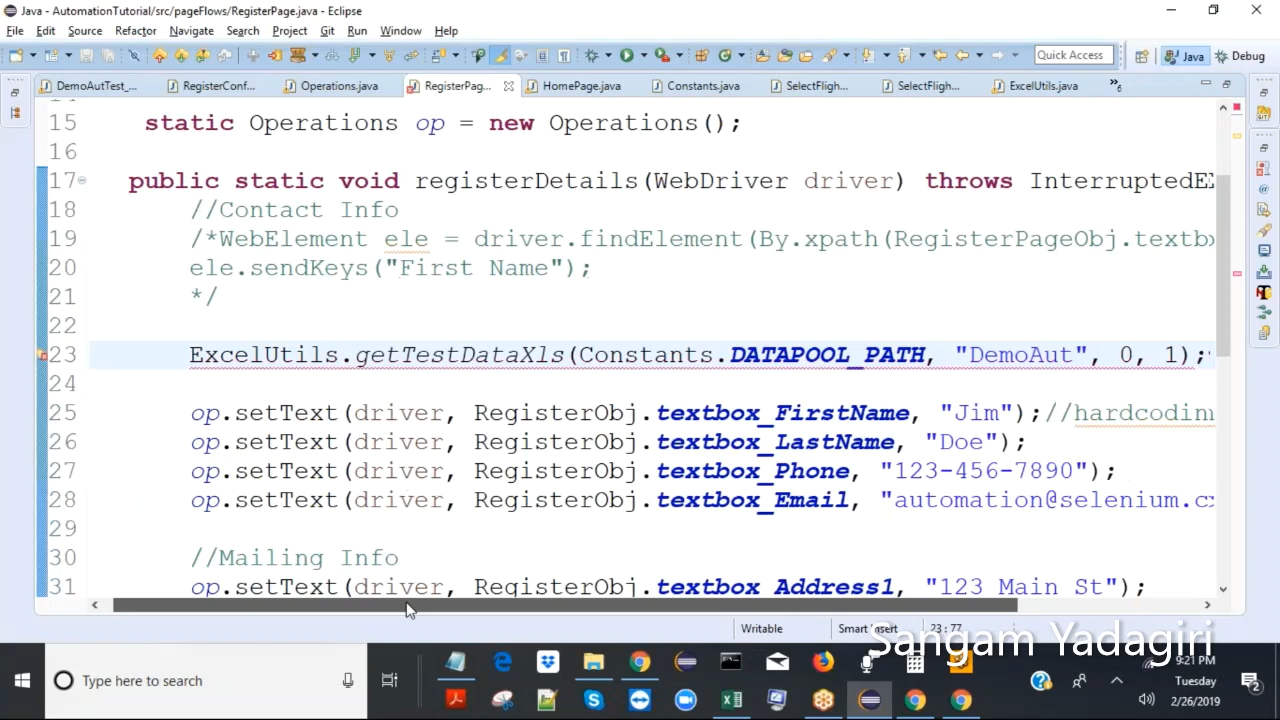 Java - AutomationTutorial/src/pageFlows/RegisterPage.java - Eclipse
File Edit Source Refactor Navigate Search Project Git Run Window Help
Quick Access Java Debug
DemoAutTest_... RegisterConf... Operations.java RegisterPag... HomePage.java Constants.java SelectFligh... SelectFligh... ExcelUtils.java »6
15 static Operations op = new Operations();
16
17 public static void registerDetails(WebDriver driver) throws InterruptedE
18 //Contact Info
19 /*WebElement ele = driver.findElement(By.xpath(RegisterPageObj.textb
20 ele.sendKeys("First Name");
21 */
22
23 ExcelUtils.getTestDataXls(Constants.DATAPOOL_PATH, "DemoAut", 0, 1);
24
25 op.setText(driver, RegisterObj.textbox_FirstName, "Jim");//hardcodin
26 op.setText(driver, RegisterObj.textbox_LastName, "Doe");
27 op.setText(driver, RegisterObj.textbox_Phone, "123-456-7890");
28 op.setText(driver, RegisterObj.textbox_Email, "automation@selenium.c
29
30 //Mailing Info
31 op.setText(driver, RegisterObj.textbox_Address1, "123 Main St");
Writable Smart Insert 23 : 77
Sangam Yadagiri
Type here to search
9:21 PM
Tuesday
2/26/2019
2